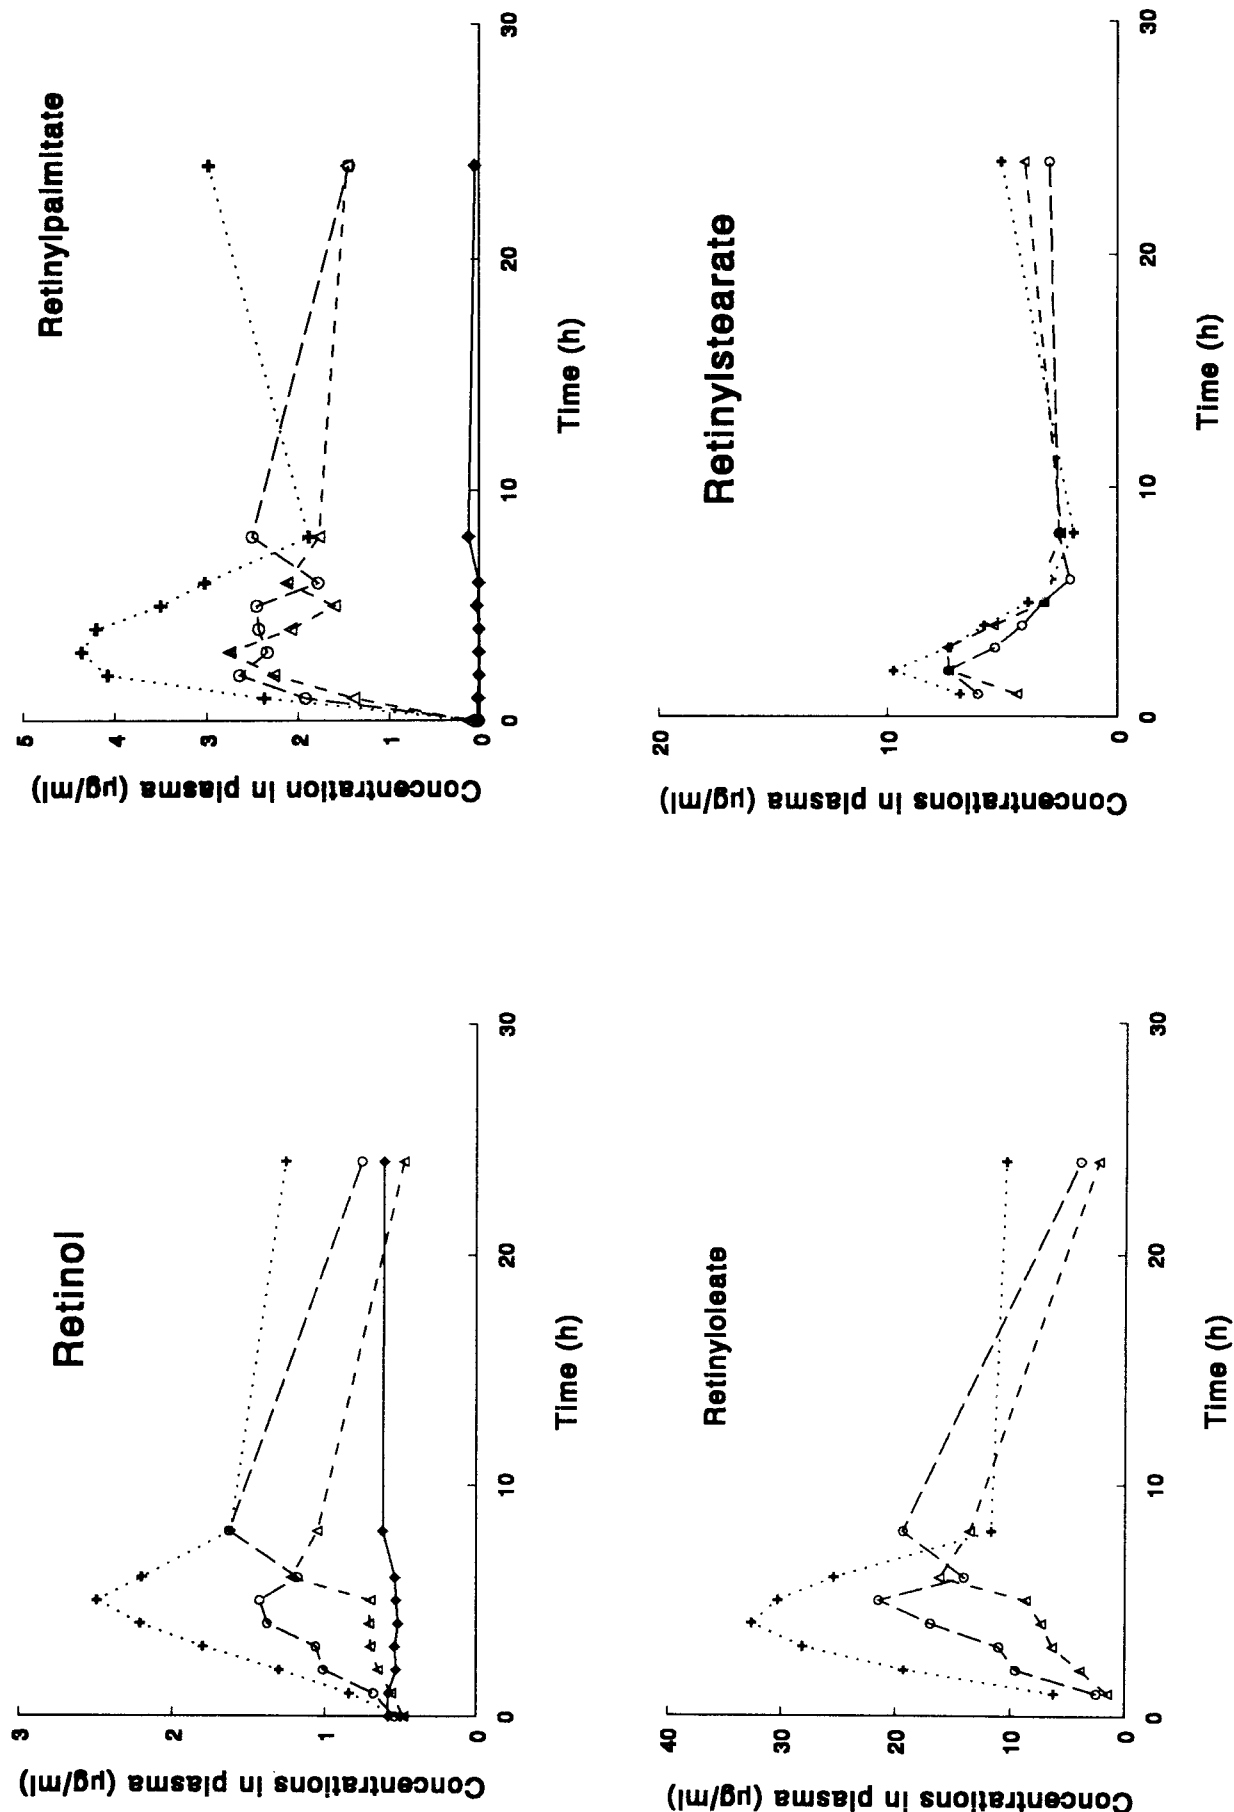 Retinol
Concentrations in plasma (µg/ml)
3
2
1
0
0
10
20
30
Time (h)
Retinylpalmitate
Concentration in plasma (µg/ml)
5
4
3
2
1
0
0
10
20
30
Time (h)
Retinyloleate
Concentrations in plasma (µg/ml)
40
30
20
10
0
0
10
20
30
Time (h)
Retinylstearate
Concentrations in plasma (µg/ml)
20
10
0
0
10
20
30
Time (h)